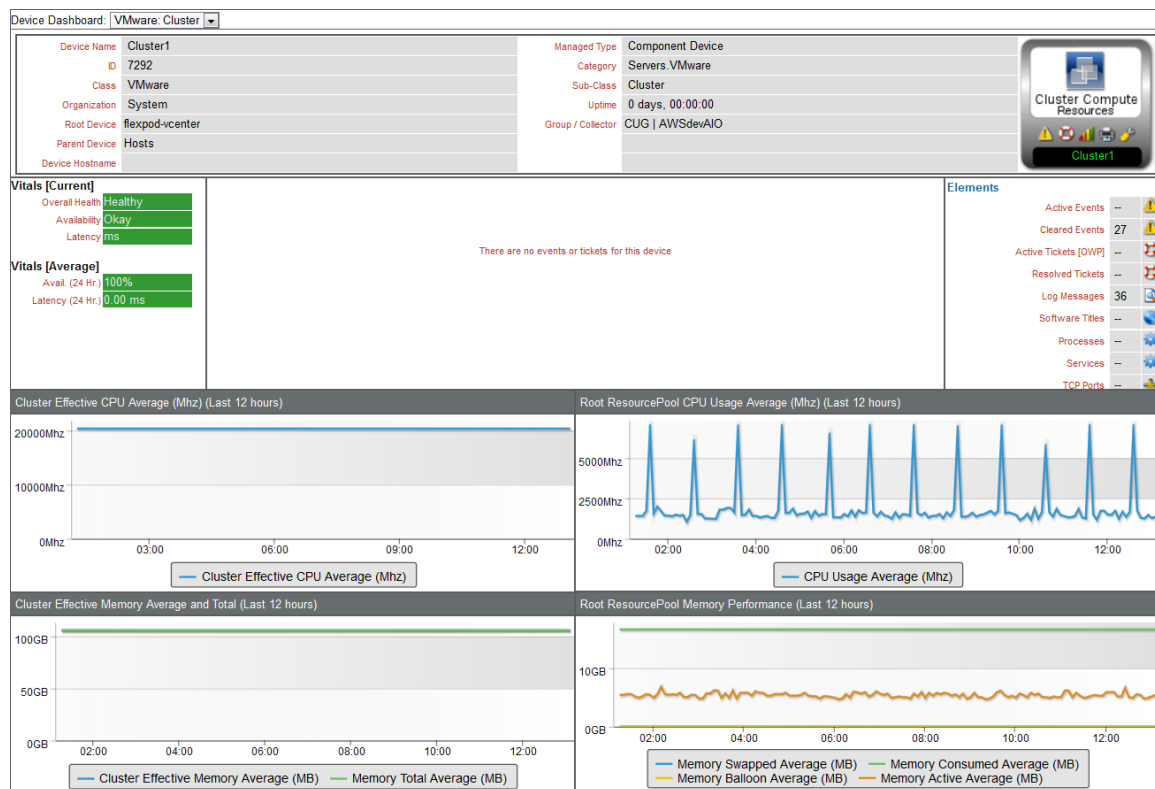 Device Dashboard: VMware: Cluster
Device Name Cluster1 Managed Type Component Device
ID 7292 Category Servers.VMware
Class VMware Sub-Class Cluster
Organization System Uptime 0 days, 00:00:00
Root Device flexpod-vcenter Group / Collector CUG | AWSdevAIO
Parent Device Hosts
Device Hostname
Cluster Compute
Resources
Cluster1
Vitals [Current]
Overall Health Healthy
Availability Okay
Latency ms
Vitals [Average]
Avail. (24 Hr.) 100%
Latency (24 Hr.) 0.00 ms
There are no events or tickets for this device
Elements
Active Events --
Cleared Events 27
Active Tickets [OWP] --
Resolved Tickets --
Log Messages 36
Software Titles --
Processes --
Services --
TCP Ports --
Cluster Effective CPU Average (Mhz) (Last 12 hours)
20000Mhz
10000Mhz
0Mhz
03:00 06:00 09:00 12:00
Cluster Effective CPU Average (Mhz)
Root ResourcePool CPU Usage Average (Mhz) (Last 12 hours)
5000Mhz
2500Mhz
0Mhz
02:00 04:00 06:00 08:00 10:00 12:00
CPU Usage Average (Mhz)
Cluster Effective Memory Average and Total (Last 12 hours)
100GB
50GB
0GB
02:00 04:00 06:00 08:00 10:00 12:00
Cluster Effective Memory Average (MB) Memory Total Average (MB)
Root ResourcePool Memory Performance (Last 12 hours)
10GB
0GB
02:00 04:00 06:00 08:00 10:00 12:00
Memory Swapped Average (MB) Memory Consumed Average (MB)
Memory Balloon Average (MB) Memory Active Average (MB)